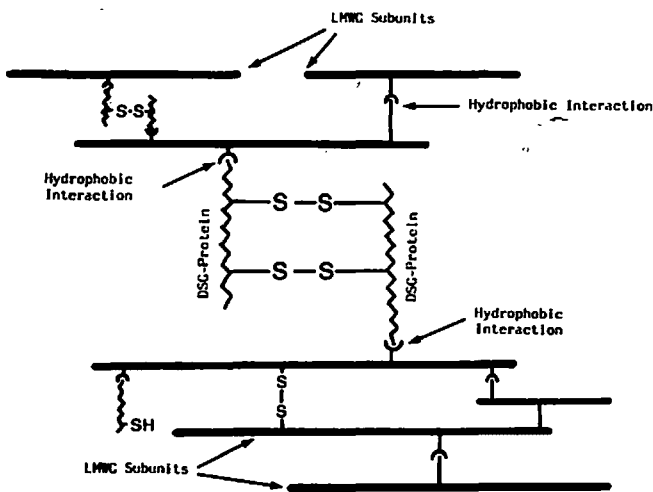 LMWG Subunits
S·S
Hydrophobic Interaction
Hydrophobic
Interaction
S—S
DSG-Protein
DSG-Protein
S—S
Hydrophobic
Interaction
S
S
SH
LMWG Subunits